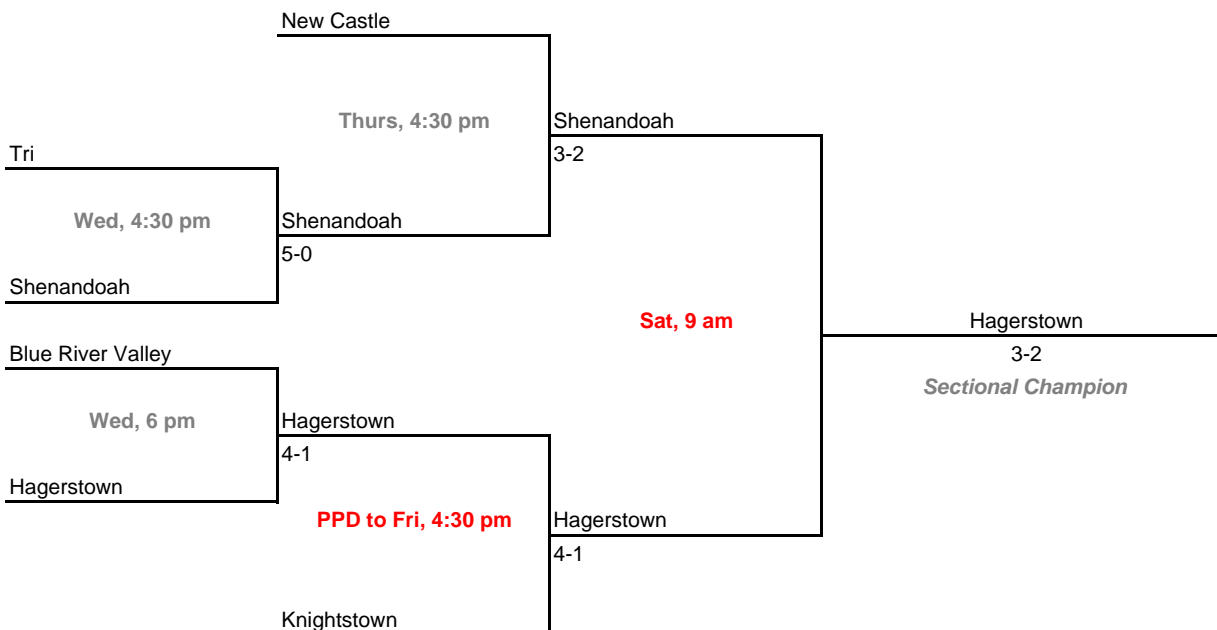 New Castle
Thurs, 4:30 pm
Shenandoah
Tri
3-2
Wed, 4:30 pm
Shenandoah
5-0
Shenandoah
Sat, 9 am
Hagerstown
Blue River Valley
3-2
Sectional Champion
Wed, 6 pm
Hagerstown
4-1
Hagerstown
PPD to Fri, 4:30 pm
Hagerstown
4-1
Knightstown